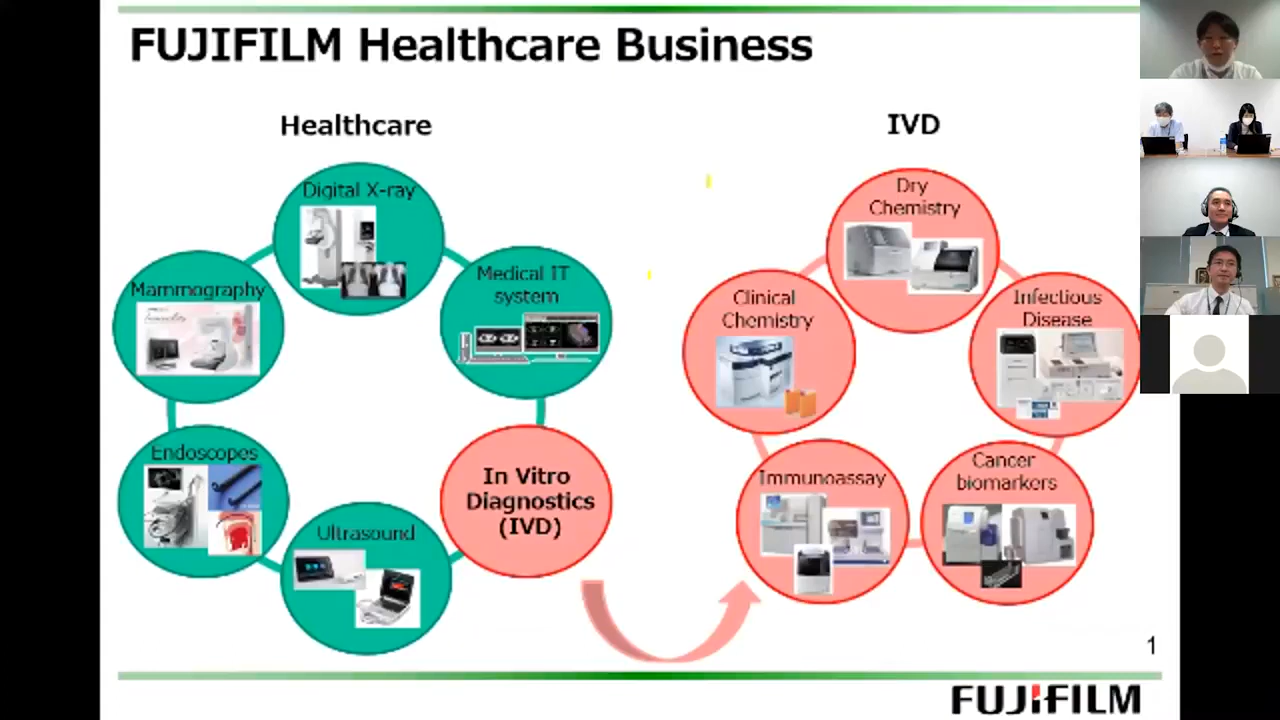 FUJIFILM Healthcare Business
Healthcare
IVD
Digital X-ray
Medical IT
system
Mammography
Endoscopes
Ultrasound
In Vitro
Diagnostics
(IVD)
Dry
Chemistry
Clinical
Chemistry
Infectious
Disease
Immunoassay
Cancer
biomarkers
1
FUJIFILM